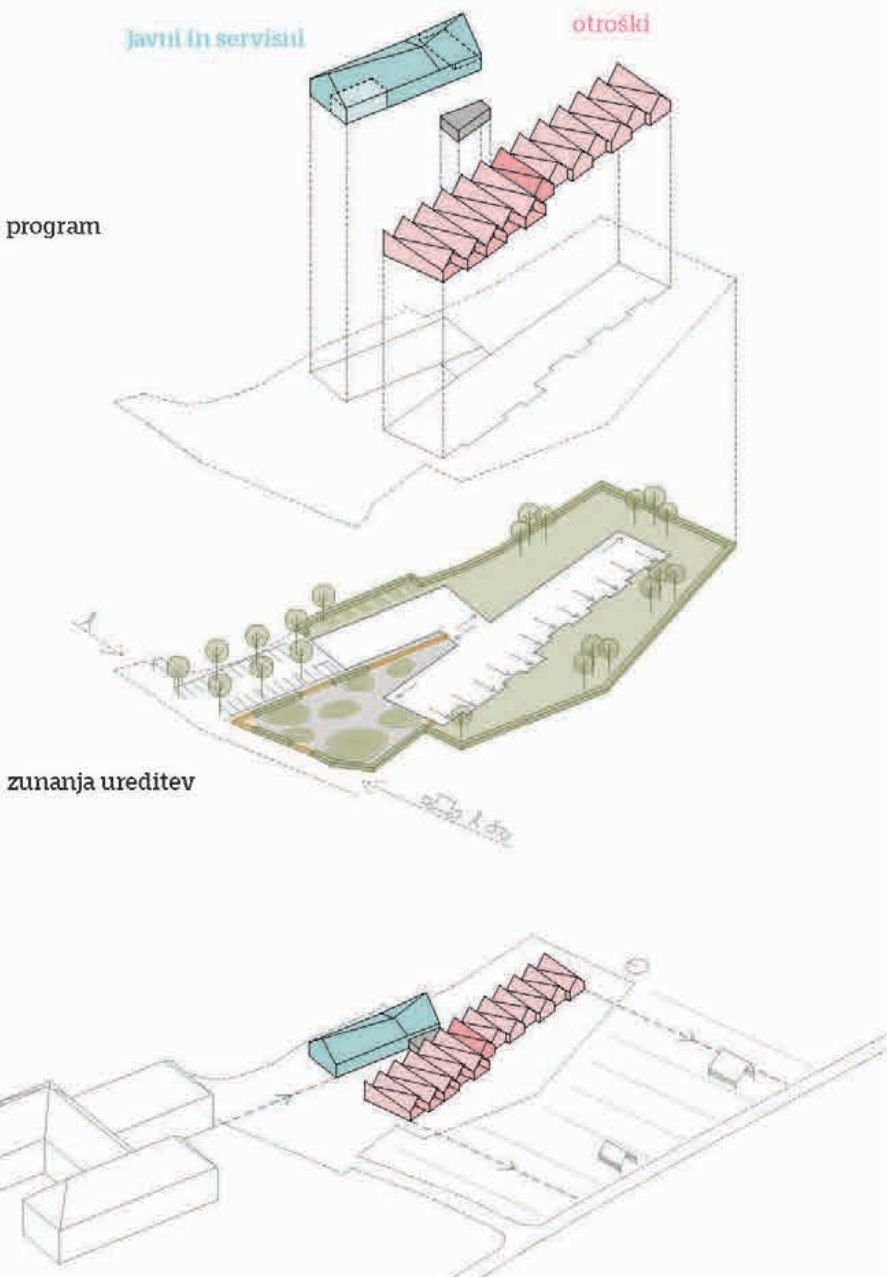 javni in servisni
otroški
program
zunanja ureditev